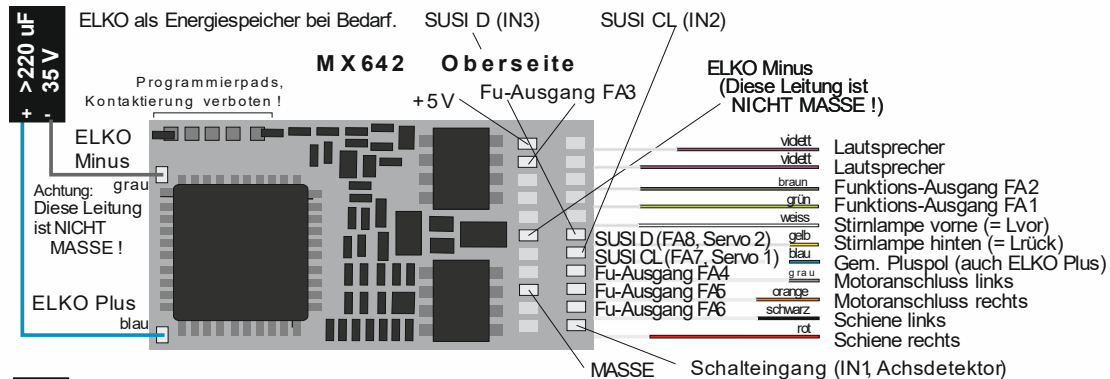 >220 uF
35 V
+ -
ELKO als Energiespeicher bei Bedarf.
SUSI D (IN3)
SUSI CL (IN2)
MX642 Oberseite
Programmierpads,
Kontaktierung verboten !
+5V
Fu-Ausgang FA3
ELKO Minus
(Diese Leitung ist
NICHT MASSE !)
ELKO
Minus
grau
Achtung:
Diese Leitung
ist NICHT
MASSE !
ELKO Plus
blau
violett Lautsprecher
violett Lautsprecher
braun Funktions-Ausgang FA2
grün Funktions-Ausgang FA1
weiss Stirnlampe vorne (= Lvor)
SUSI D (FA8, Servo 2) gelb Stirnlampe hinten (= Lrück)
SUSI CL (FA7, Servo 1) blau Gem. Pluspol (auch ELKO Plus)
Fu-Ausgang FA4 grau Motoranschluss links
Fu-Ausgang FA5 orange Motoranschluss rechts
Fu-Ausgang FA6 schwarz Schiene links
rot Schiene rechts
MASSE
Schalteingang (IN1, Achsdetektor)